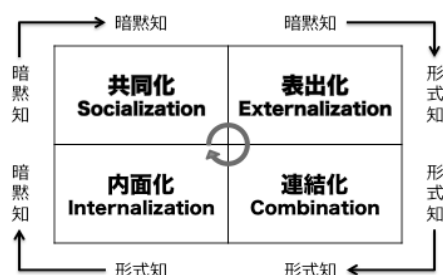 暗黙知
暗黙知
暗黙知
共同化
Socialization
表出化
Externalization
形式知
暗黙知
内面化
Internalization
連結化
Combination
形式知
形式知
形式知